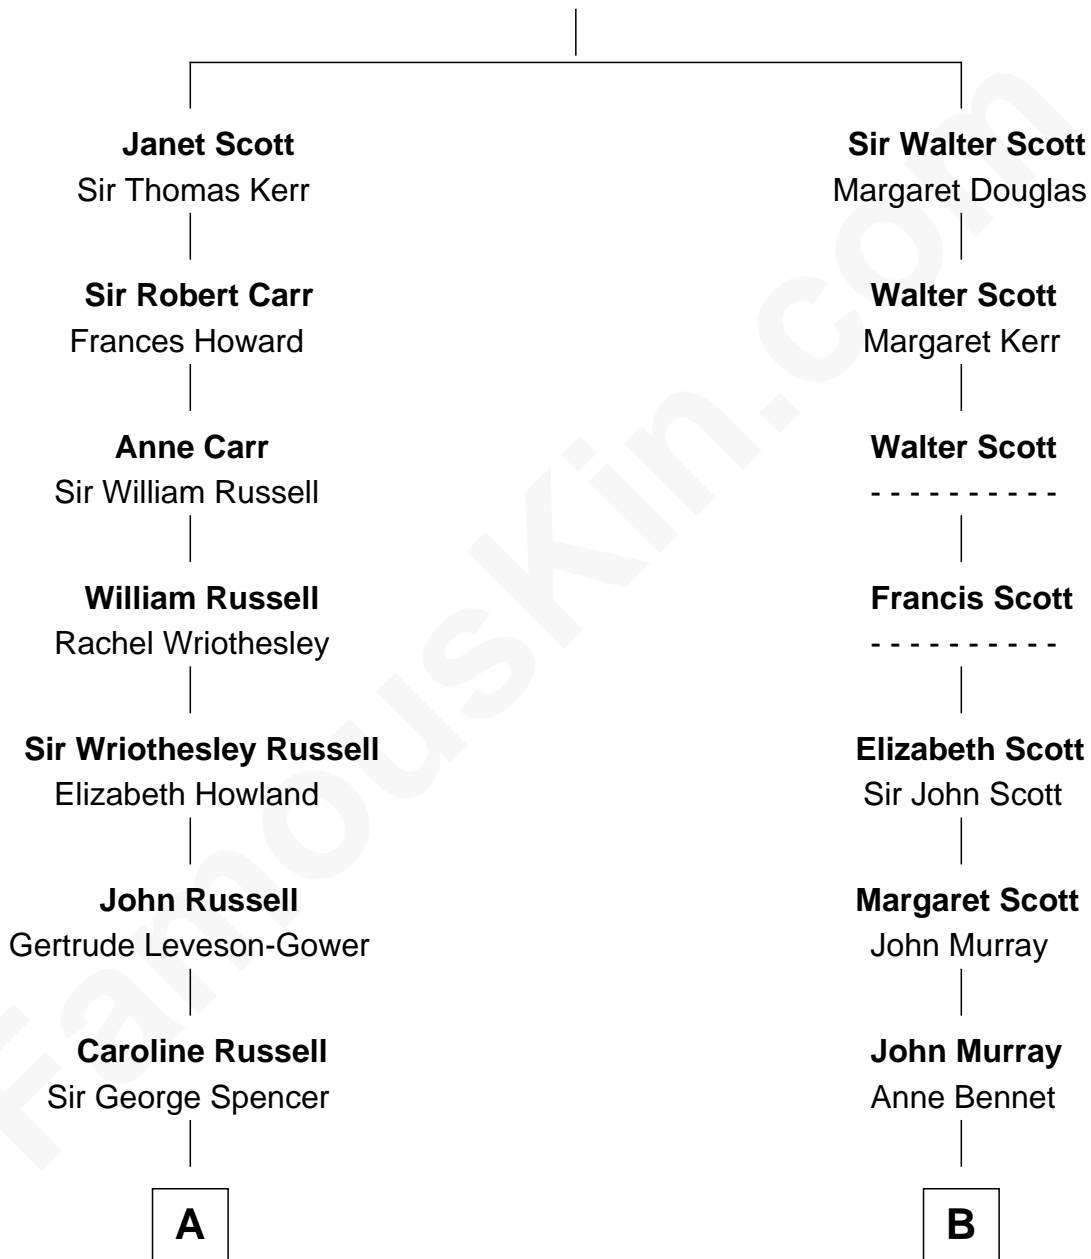 Janet Scott
Sir Thomas Kerr
Sir Robert Carr
Frances Howard
Anne Carr
Sir William Russell
William Russell
Rachel Wriothesley
Sir Wriothesley Russell
Elizabeth Howland
John Russell
Gertrude Leveson-Gower
Caroline Russell
Sir George Spencer
A
Sir Walter Scott
Margaret Douglas
Walter Scott
Margaret Kerr
Walter Scott
- - - - - - - - - -
Francis Scott
- - - - - - - - - -
Elizabeth Scott
Sir John Scott
Margaret Scott
John Murray
John Murray
Anne Bennet
B
FamousKin.com